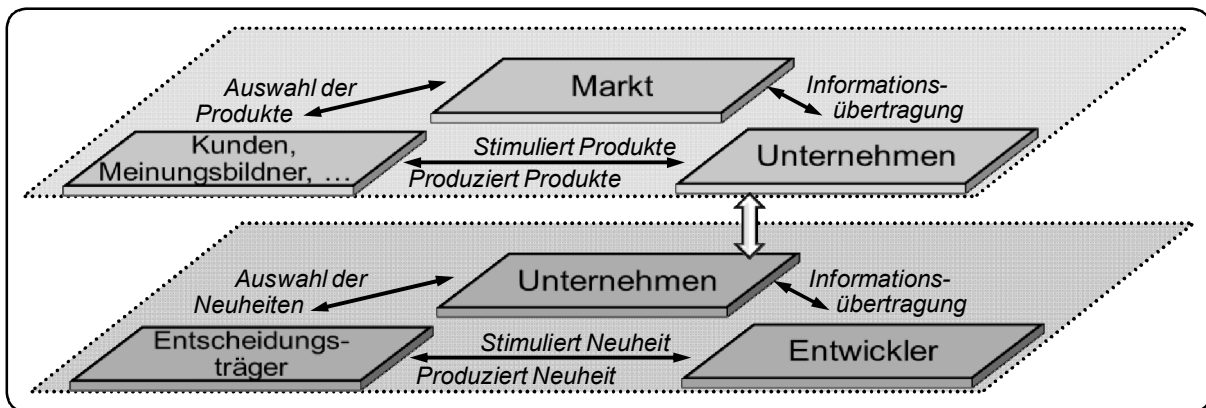 Auswahl der
Produkte
Markt
Informations-
übertragung
Kunden,
Meinungsbildner, ...
Stimuliert Produkte
Produziert Produkte
Unternehmen
Auswahl der
Neuheiten
Unternehmen
Informations-
übertragung
Entscheidungs-
träger
Stimuliert Neuheit
Produziert Neuheit
Entwickler